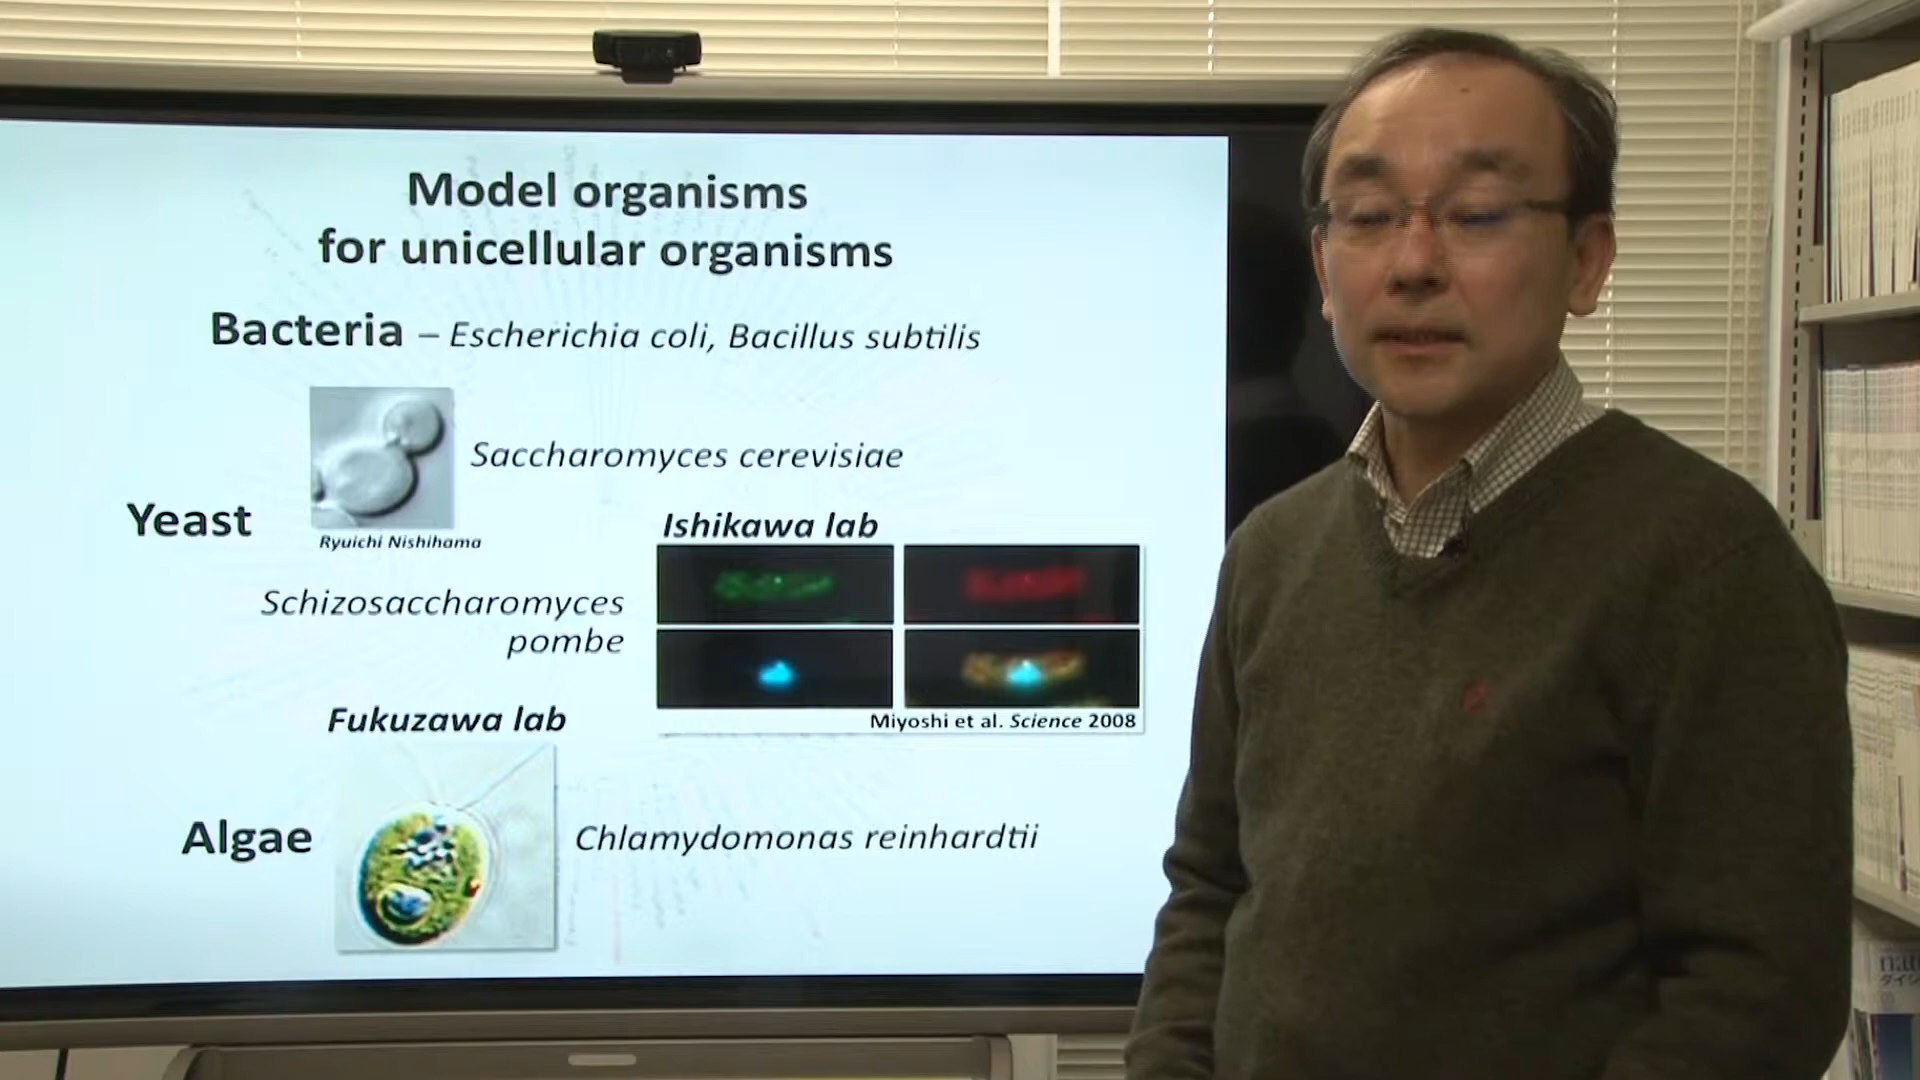 Model organisms
for unicellular organisms
Bacteria – Escherichia coli, Bacillus subtilis
Saccharomyces cerevisiae
Yeast
Ryuichi Nishihama
Ishikawa lab
Schizosaccharomyces
pombe
Miyoshi et al. Science 2008
Fukuzawa lab
Algae
Chlamydomonas reinhardtii